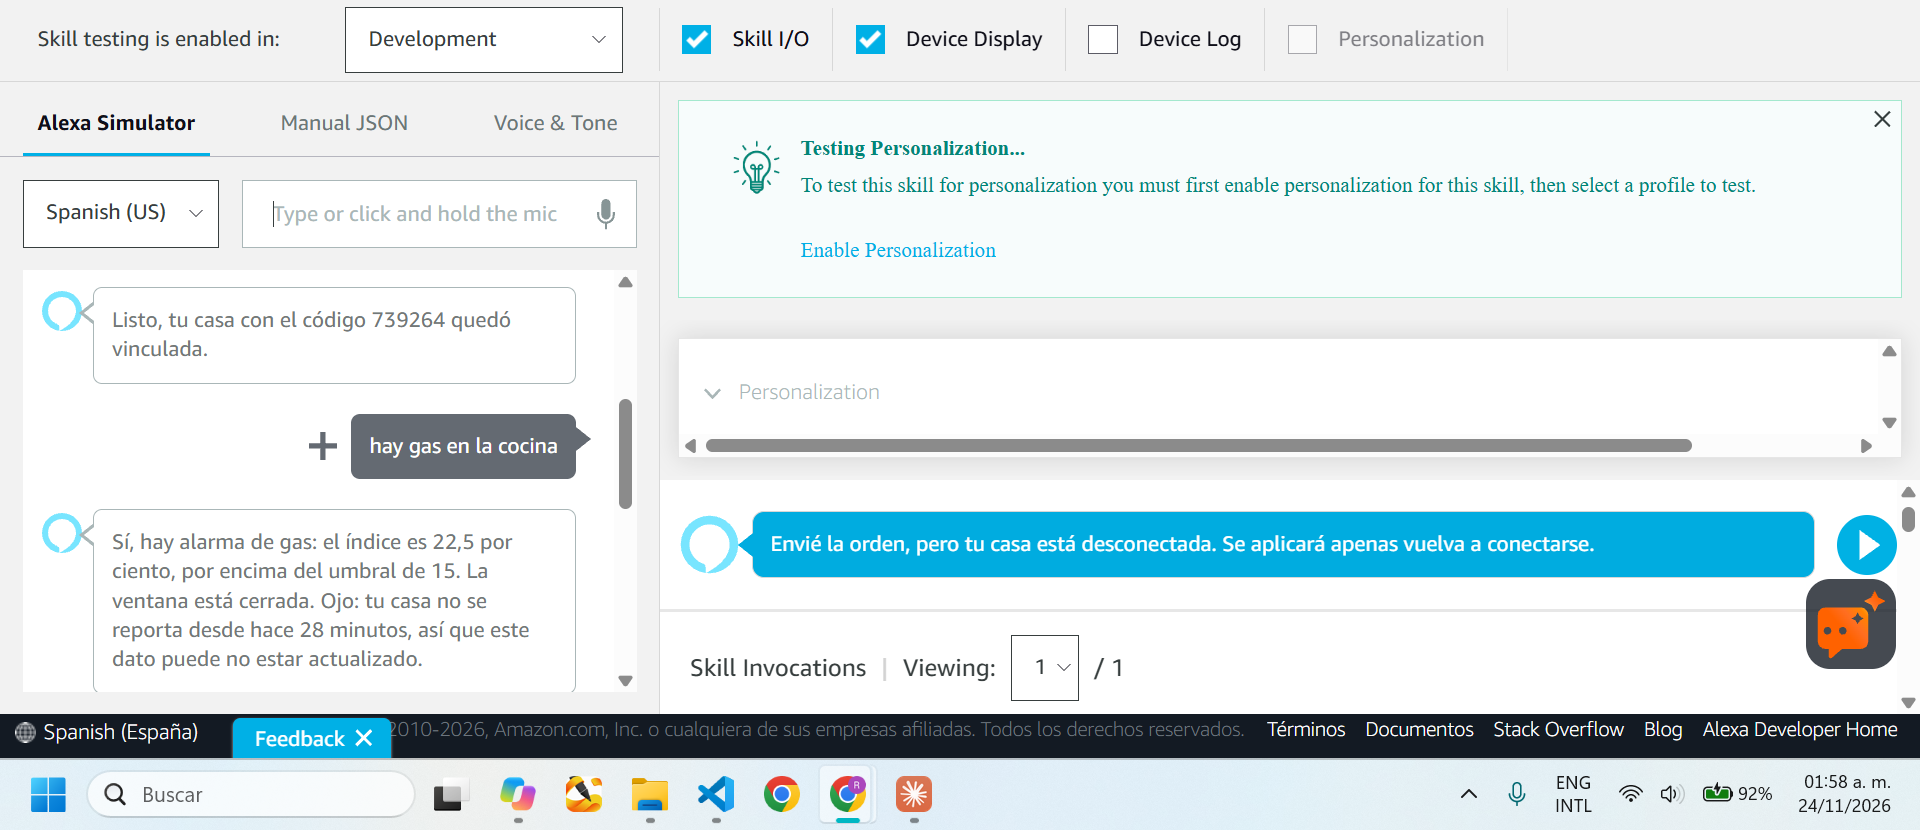 Skill testing is enabled in:
Development
Skill I/O
Device Display
Device Log
Personalization
Alexa Simulator
Manual JSON
Voice & Tone
Spanish (US)
Type or click and hold the mic
Listo, tu casa con el código 739264 quedó
vinculada.
hay gas en la cocina
Sí, hay alarma de gas: el índice es 22,5 por
ciento, por encima del umbral de 15. La
ventana está cerrada. Ojo: tu casa no se
reporta desde hace 28 minutos, así que este
dato puede no estar actualizado.
Testing Personalization...
To test this skill for personalization you must first enable personalization for this skill, then select a profile to test.
Enable Personalization
Personalization
Envié la orden, pero tu casa está desconectada. Se aplicará apenas vuelva a conectarse.
Skill Invocations | Viewing: 1 / 1
Spanish (España)
Feedback
2010-2026, Amazon.com, Inc. o cualquiera de sus empresas afiliadas. Todos los derechos reservados.
Términos
Documentos
Stack Overflow
Blog
Alexa Developer Home
Buscar
R
ENG
INTL
92%
01:58 a. m.
24/11/2026